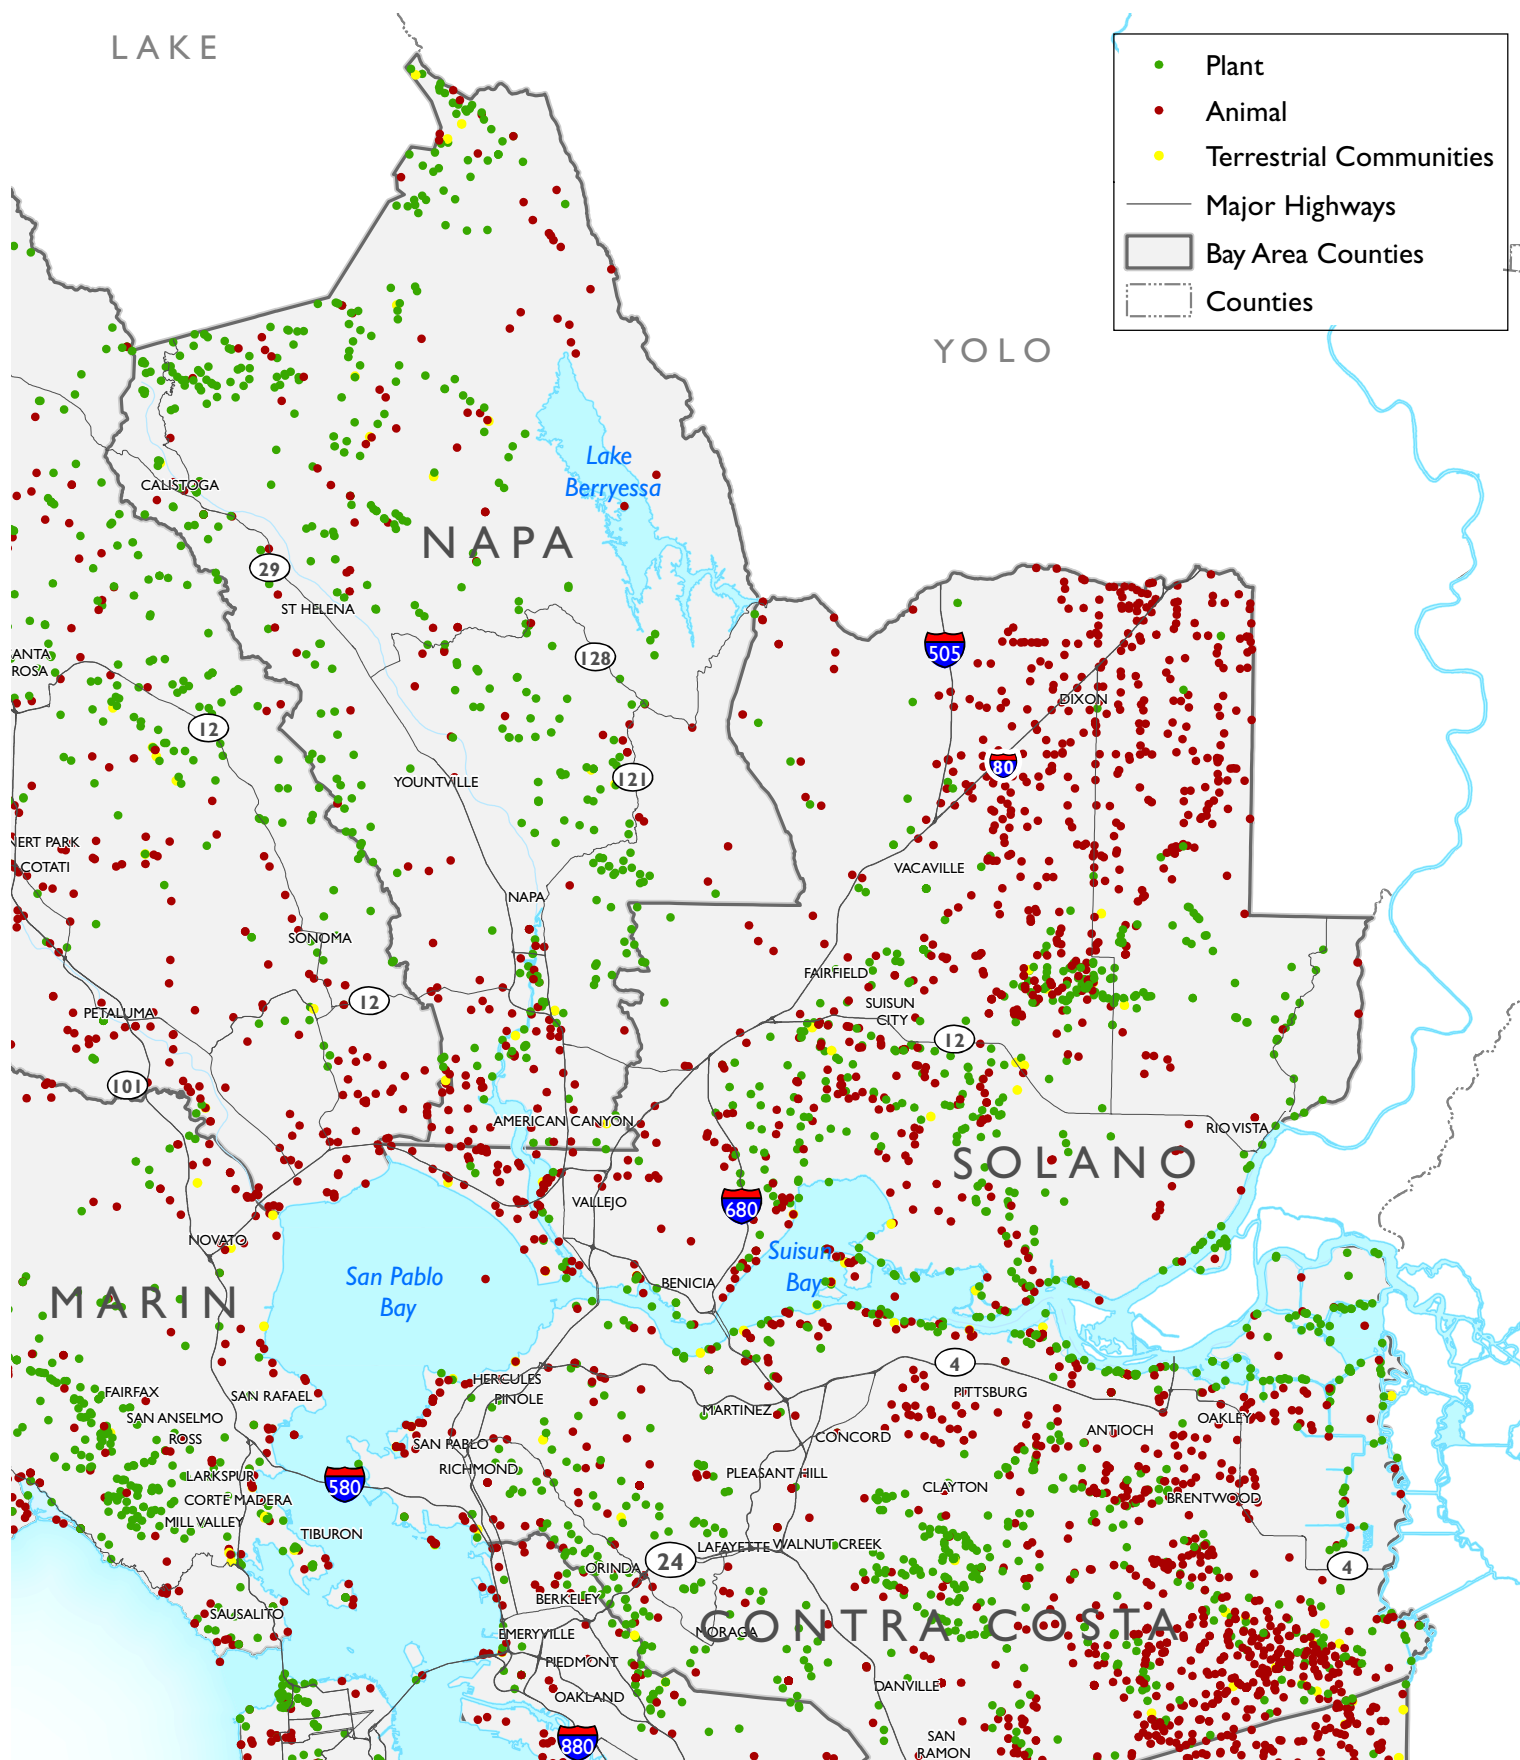 LAKE
Plant
Animal
Terrestrial Communities
Major Highways
Bay Area Counties
Counties
YOLO
Lake
Berryessa
CALISTOGA
NAPA
29
ST HELENA
128
505
ANTA
ROSA
DIXON
12
80
121
YOUNTVILLE
NERT PARK
COTATI
VACAVILLE
NAPA
SONOMA
FAIRFIELD
12
SUISUN
CITY
PETALUMA
12
101
AMERICAN CANYON
RIO VISTA
SOLANO
VALLEJO
680
NOVATO
Suisun
Bay
San Pablo
Bay
BENICIA
MARIN
4
HERCULES
PINOLE
FAIRFAX
SAN RAFAEL
PITTSBURG
MARTINEZ
SAN ANSELMO
ROSS
OAKLEY
ANTIOCH
CONCORD
SAN PABLO
RICHMOND
PLEASANT HILL
LARKSPUR
580
CLAYTON
CORTE MADERA
BRENTWOOD
MILL VALLEY
TIBURON
LAFAYETTE
WALNUT CREEK
24
ORINDA
4
BERKELEY
SAUSALITO
CONTRA COSTA
EMERYVILLE
MORAGA
PIEDMONT
DANVILLE
OAKLAND
880
SAN
RAMON